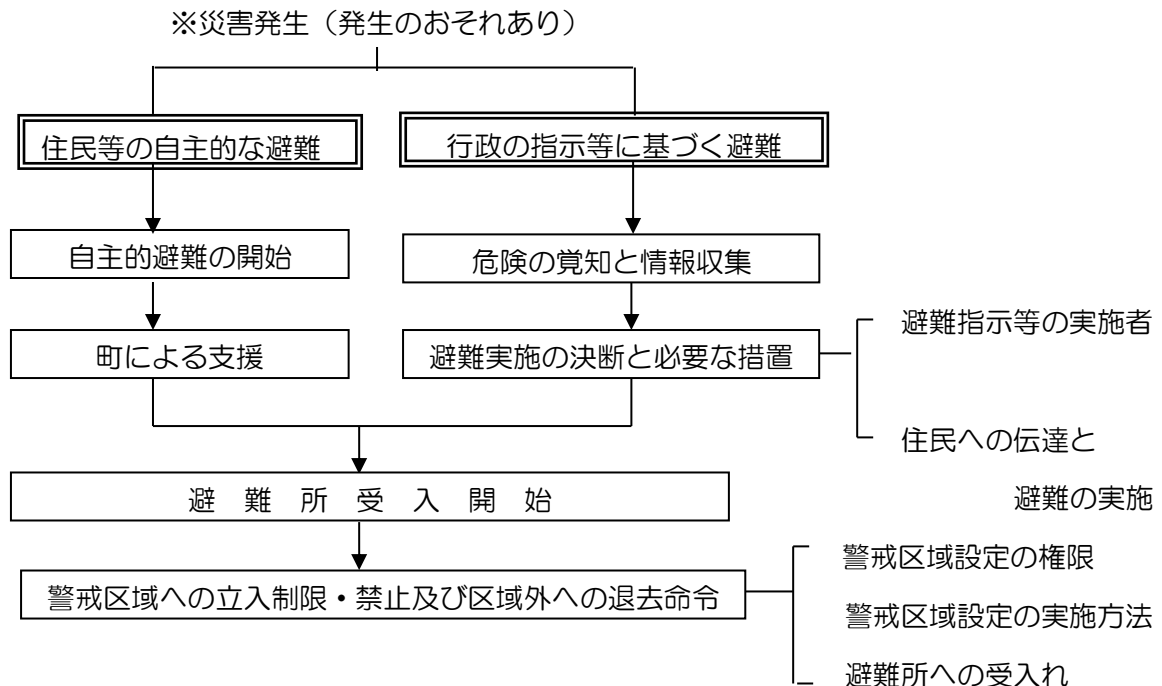 ※災害発生（発生のおそれあり）
住民等の自主的な避難
行政の指示等に基づく避難
自主的避難の開始
危険の覚知と情報収集
町による支援
避難実施の決断と必要な措置
避難指示等の実施者
住民への伝達と
避難の実施
避難所受入開始
警戒区域への立入制限・禁止及び区域外への退去命令
警戒区域設定の権限
警戒区域設定の実施方法
避難所への受入れ